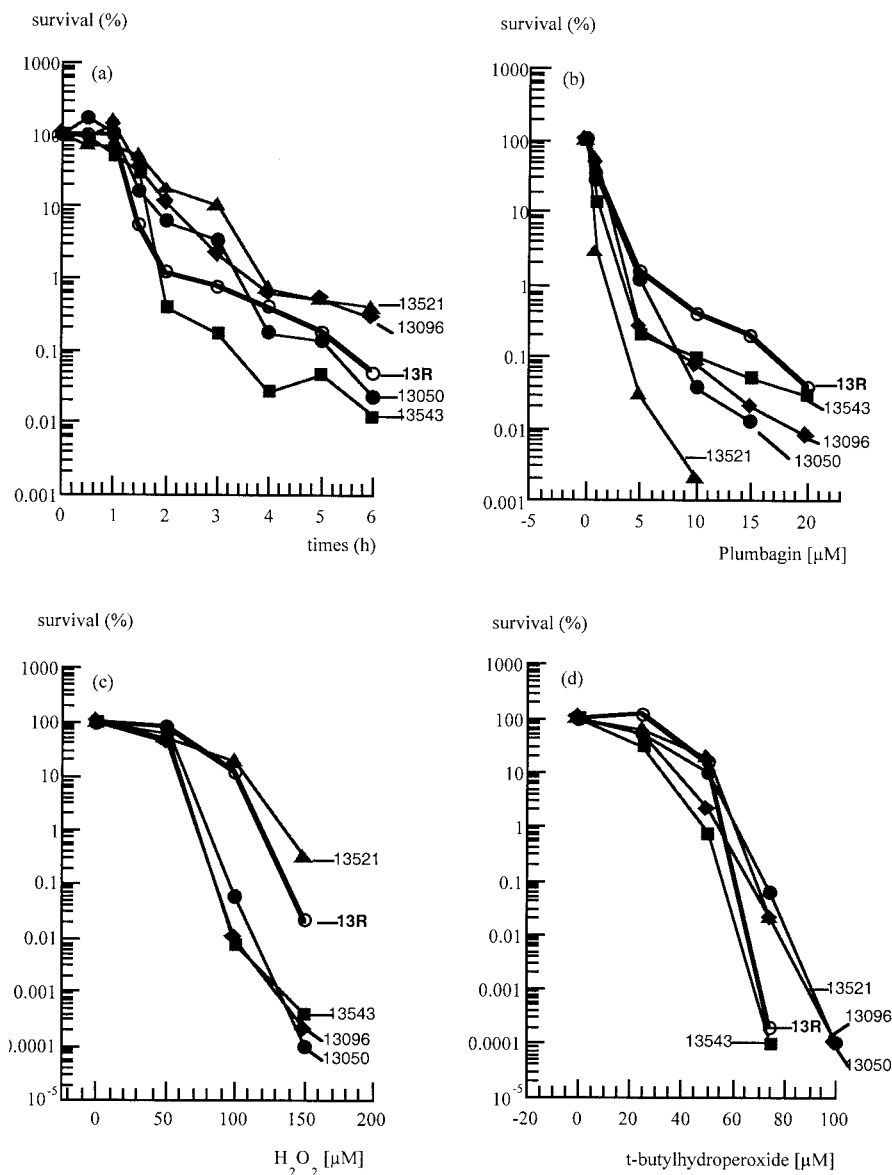 survival (%)
(a)
1000
100
10
1
0.1
0.01
0.001
0 1 2 3 4 5 6
times (h)
13521
13096
13R
13050
13543
survival (%)
(b)
1000
100
10
1
0.1
0.01
0.001
-5 0 5 10 15 20
Plumbagin [µM]
13R
13543
13096
13050
13521
survival (%)
(c)
1000
100
10
1
0.1
0.01
0.001
0.0001
10⁻⁵
0 50 100 150 200
H₂O₂ [µM]
13521
13R
13543
13096
13050
survival (%)
(d)
1000
100
10
1
0.1
0.01
0.001
0.0001
10⁻⁵
-20 0 20 40 60 80 100
t-butylhydroperoxide [µM]
13521
13096
13R
13543
13050